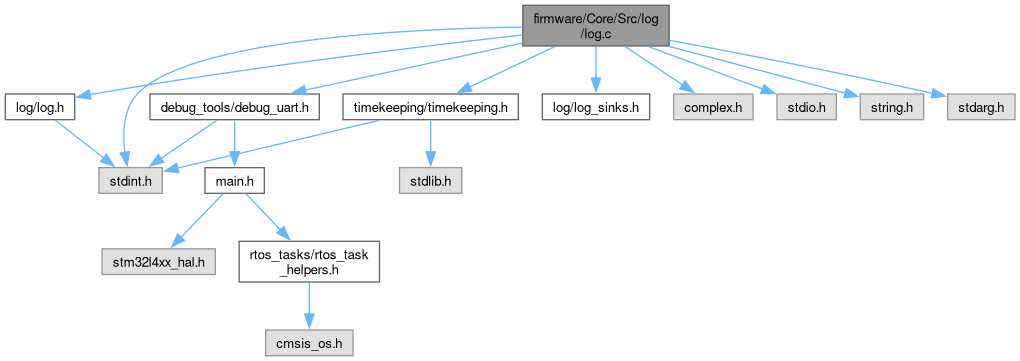 firmware/Core/Src/log
/log.c
log/log.h
debug_tools/debug_uart.h
timekeeping/timekeeping.h
log/log_sinks.h
complex.h
stdio.h
string.h
stdarg.h
stdint.h
main.h
stdlib.h
stm32l4xx_hal.h
rtos_tasks/rtos_task
_helpers.h
cmsis_os.h